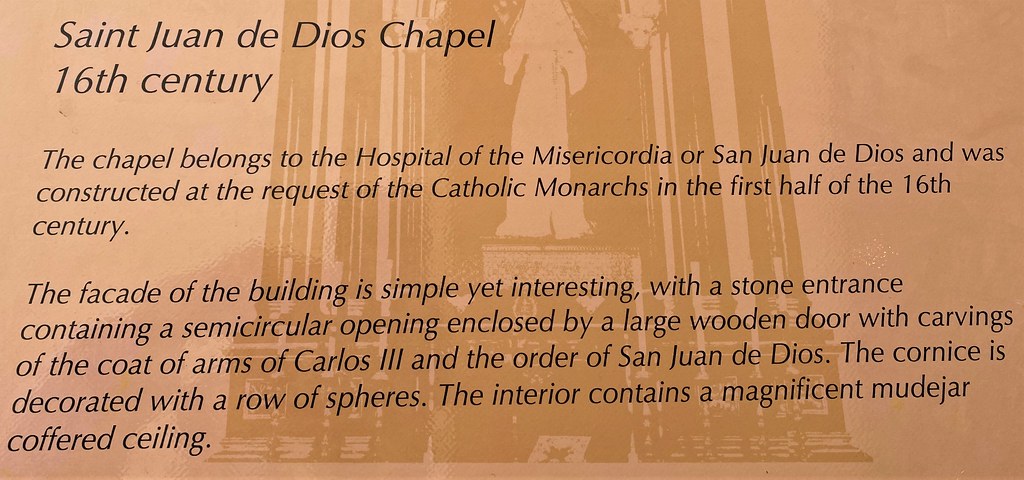 Saint Juan de Dios Chapel
16th century
The chapel belongs to the Hospital of the Misericordia or San Juan de Dios and was
constructed at the request of the Catholic Monarchs in the first half of the 16th
century.
The facade of the building is simple yet interesting, with a stone entrance
containing a semicircular opening enclosed by a large wooden door with carvings
of the coat of arms of Carlos III and the order of San Juan de Dios. The cornice is
decorated with a row of spheres. The interior contains a magnificent mudejar
coffered ceiling.